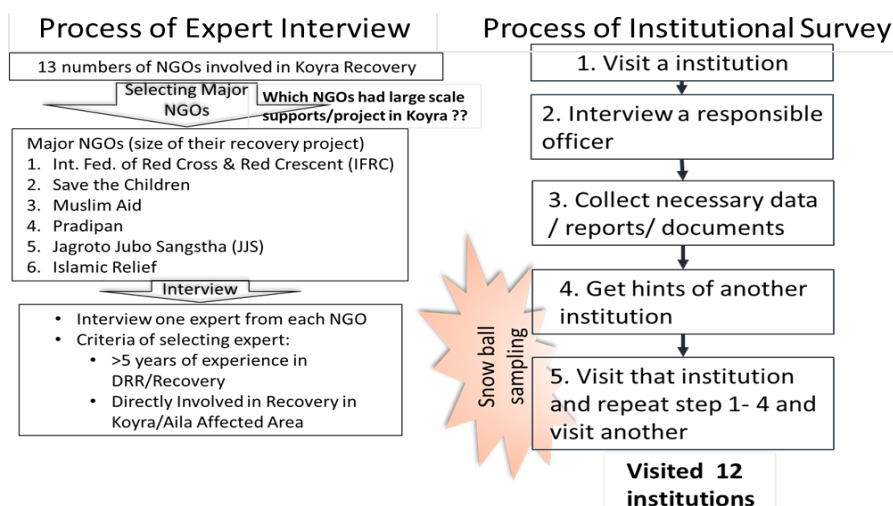 Process of Expert Interview
13 numbers of NGOs involved in Koyra Recovery
Selecting Major
NGOs
Which NGOs had large scale
supports/project in Koyra ??
Major NGOs (size of their recovery project)
1. Int. Fed. of Red Cross & Red Crescent (IFRC)
2. Save the Children
3. Muslim Aid
4. Pradipan
5. Jagroto Jubo Sangstha (JJS)
6. Islamic Relief
Interview
• Interview one expert from each NGO
• Criteria of selecting expert:
• >5 years of experience in
DRR/Recovery
• Directly Involved in Recovery in
Koyra/Aila Affected Area
Process of Institutional Survey
1. Visit a institution
2. Interview a responsible
officer
3. Collect necessary data
/ reports/ documents
4. Get hints of another
institution
5. Visit that institution
and repeat step 1- 4 and
visit another
Snow ball
sampling
Visited 12
institutions